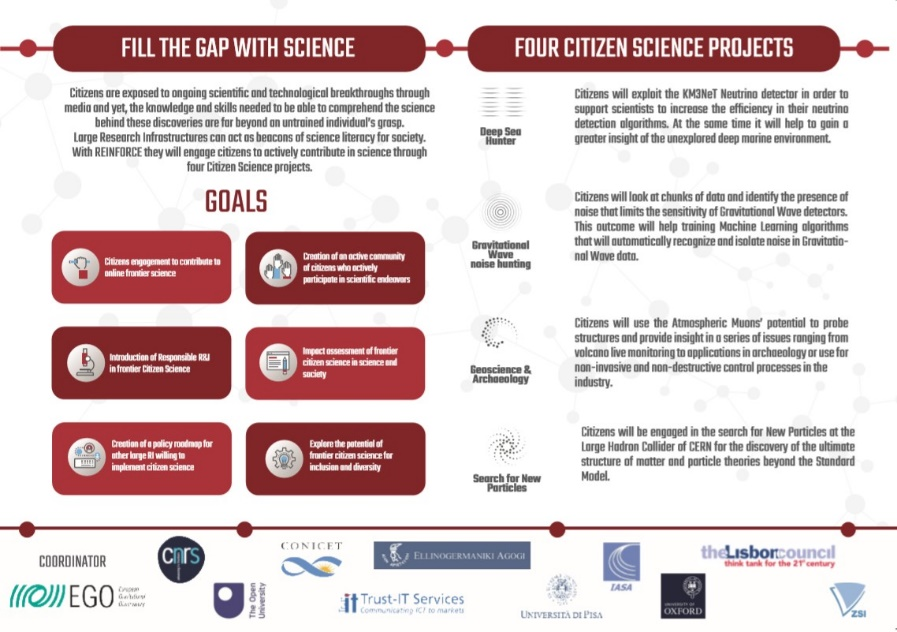 FILL THE GAP WITH SCIENCE
Citizens are exposed to ongoing scientific and technological breakthroughs through
media and yet, the knowledge and skills needed to be able to comprehend the science
behind these discoveries are far beyond an untrained individual's grasp.
Large Research Infrastructures can act as beacons of science literacy for society.
With REINFORCE they will engage citizens to actively contribute in science through
four Citizen Science projects.
GOALS
Citizens engagement to contribute to
online frontier science
Creation of an active community
of citizens who actively
participate in scientific endeavors
Introduction of Responsible R&I
in frontier Citizen Science
Impact assessment of frontier
citizen science in science and
society
Creation of a policy roadmap for
other large RI willing to
implement citizen science
Explore the potential of
frontier citizen science for
inclusion and diversity
FOUR CITIZEN SCIENCE PROJECTS
Deep Sea
Hunter
Citizens will exploit the KM3NeT Neutrino detector in order to
support scientists to increase the efficiency in their neutrino
detection algorithms. At the same time it will help to gain a
greater insight of the unexplored deep marine environment.
Gravitational
Wave
noise hunting
Citizens will look at chunks of data and identify the presence of
noise that limits the sensitivity of Gravitational Wave detectors.
This outcome will help training Machine Learning algorithms
that will automatically recognize and isolate noise in Gravitatio-
nal Wave data.
Geoscience &
Archaeology
Citizens will use the Atmospheric Muons' potential to probe
structures and provide insight in a series of issues ranging from
volcano live monitoring to applications in archaeology or use for
non-invasive and non-destructive control processes in the
industry.
Search for New
Particles
Citizens will be engaged in the search for New Particles at the
Large Hadron Collider of CERN for the discovery of the ultimate
structure of matter and particle theories beyond the Standard
Model.
COORDINATOR
EGO
cnrs
The Open
University
CONICET
ELLINOGERMANIKI AGOGI
Trust-IT Services
Communicating ICT to markets
UNIVERSITÀ DI PISA
IASA
UNIVERSITY OF
OXFORD
theLisboncouncil
think tank for the 21st century
ZSI